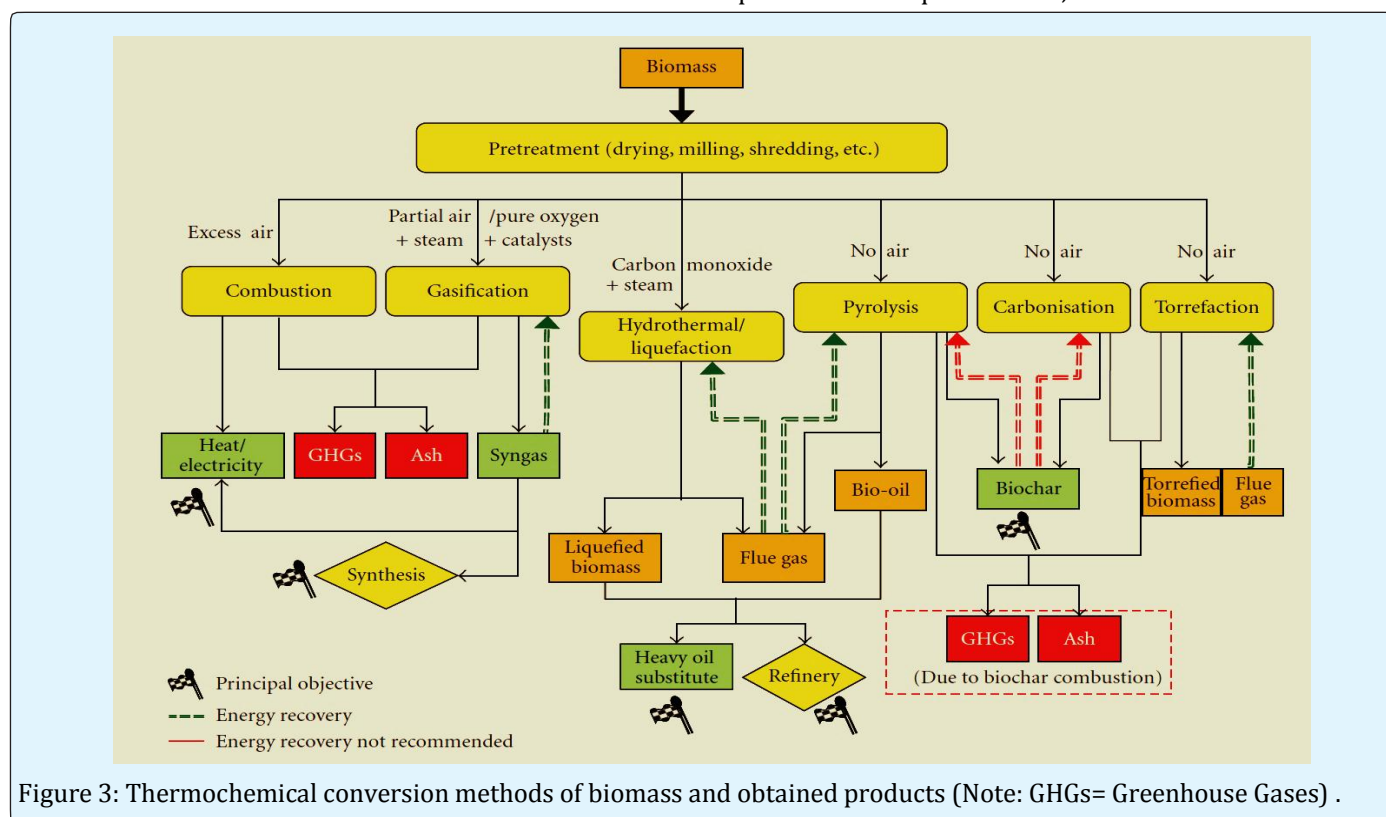 Biomass
Pretreatment (drying, milling, shredding, etc.)
Excess air
Partial air /pure oxygen
+ steam + catalysts
Carbon monoxide
+ steam
No air
No air
No air
Combustion
Gasification
Hydrothermal/
liquefaction
Pyrolysis
Carbonisation
Torrefaction
Heat/
electricity
GHGs
Ash
Syngas
Bio-oil
Biochar
Torrefied
biomass
Flue
gas
Synthesis
Liquefied
biomass
Flue gas
Heavy oil
substitute
Refinery
GHGs
Ash
(Due to biochar combustion)
Principal objective
Energy recovery
Energy recovery not recommended
Figure 3: Thermochemical conversion methods of biomass and obtained products (Note: GHGs= Greenhouse Gases) .